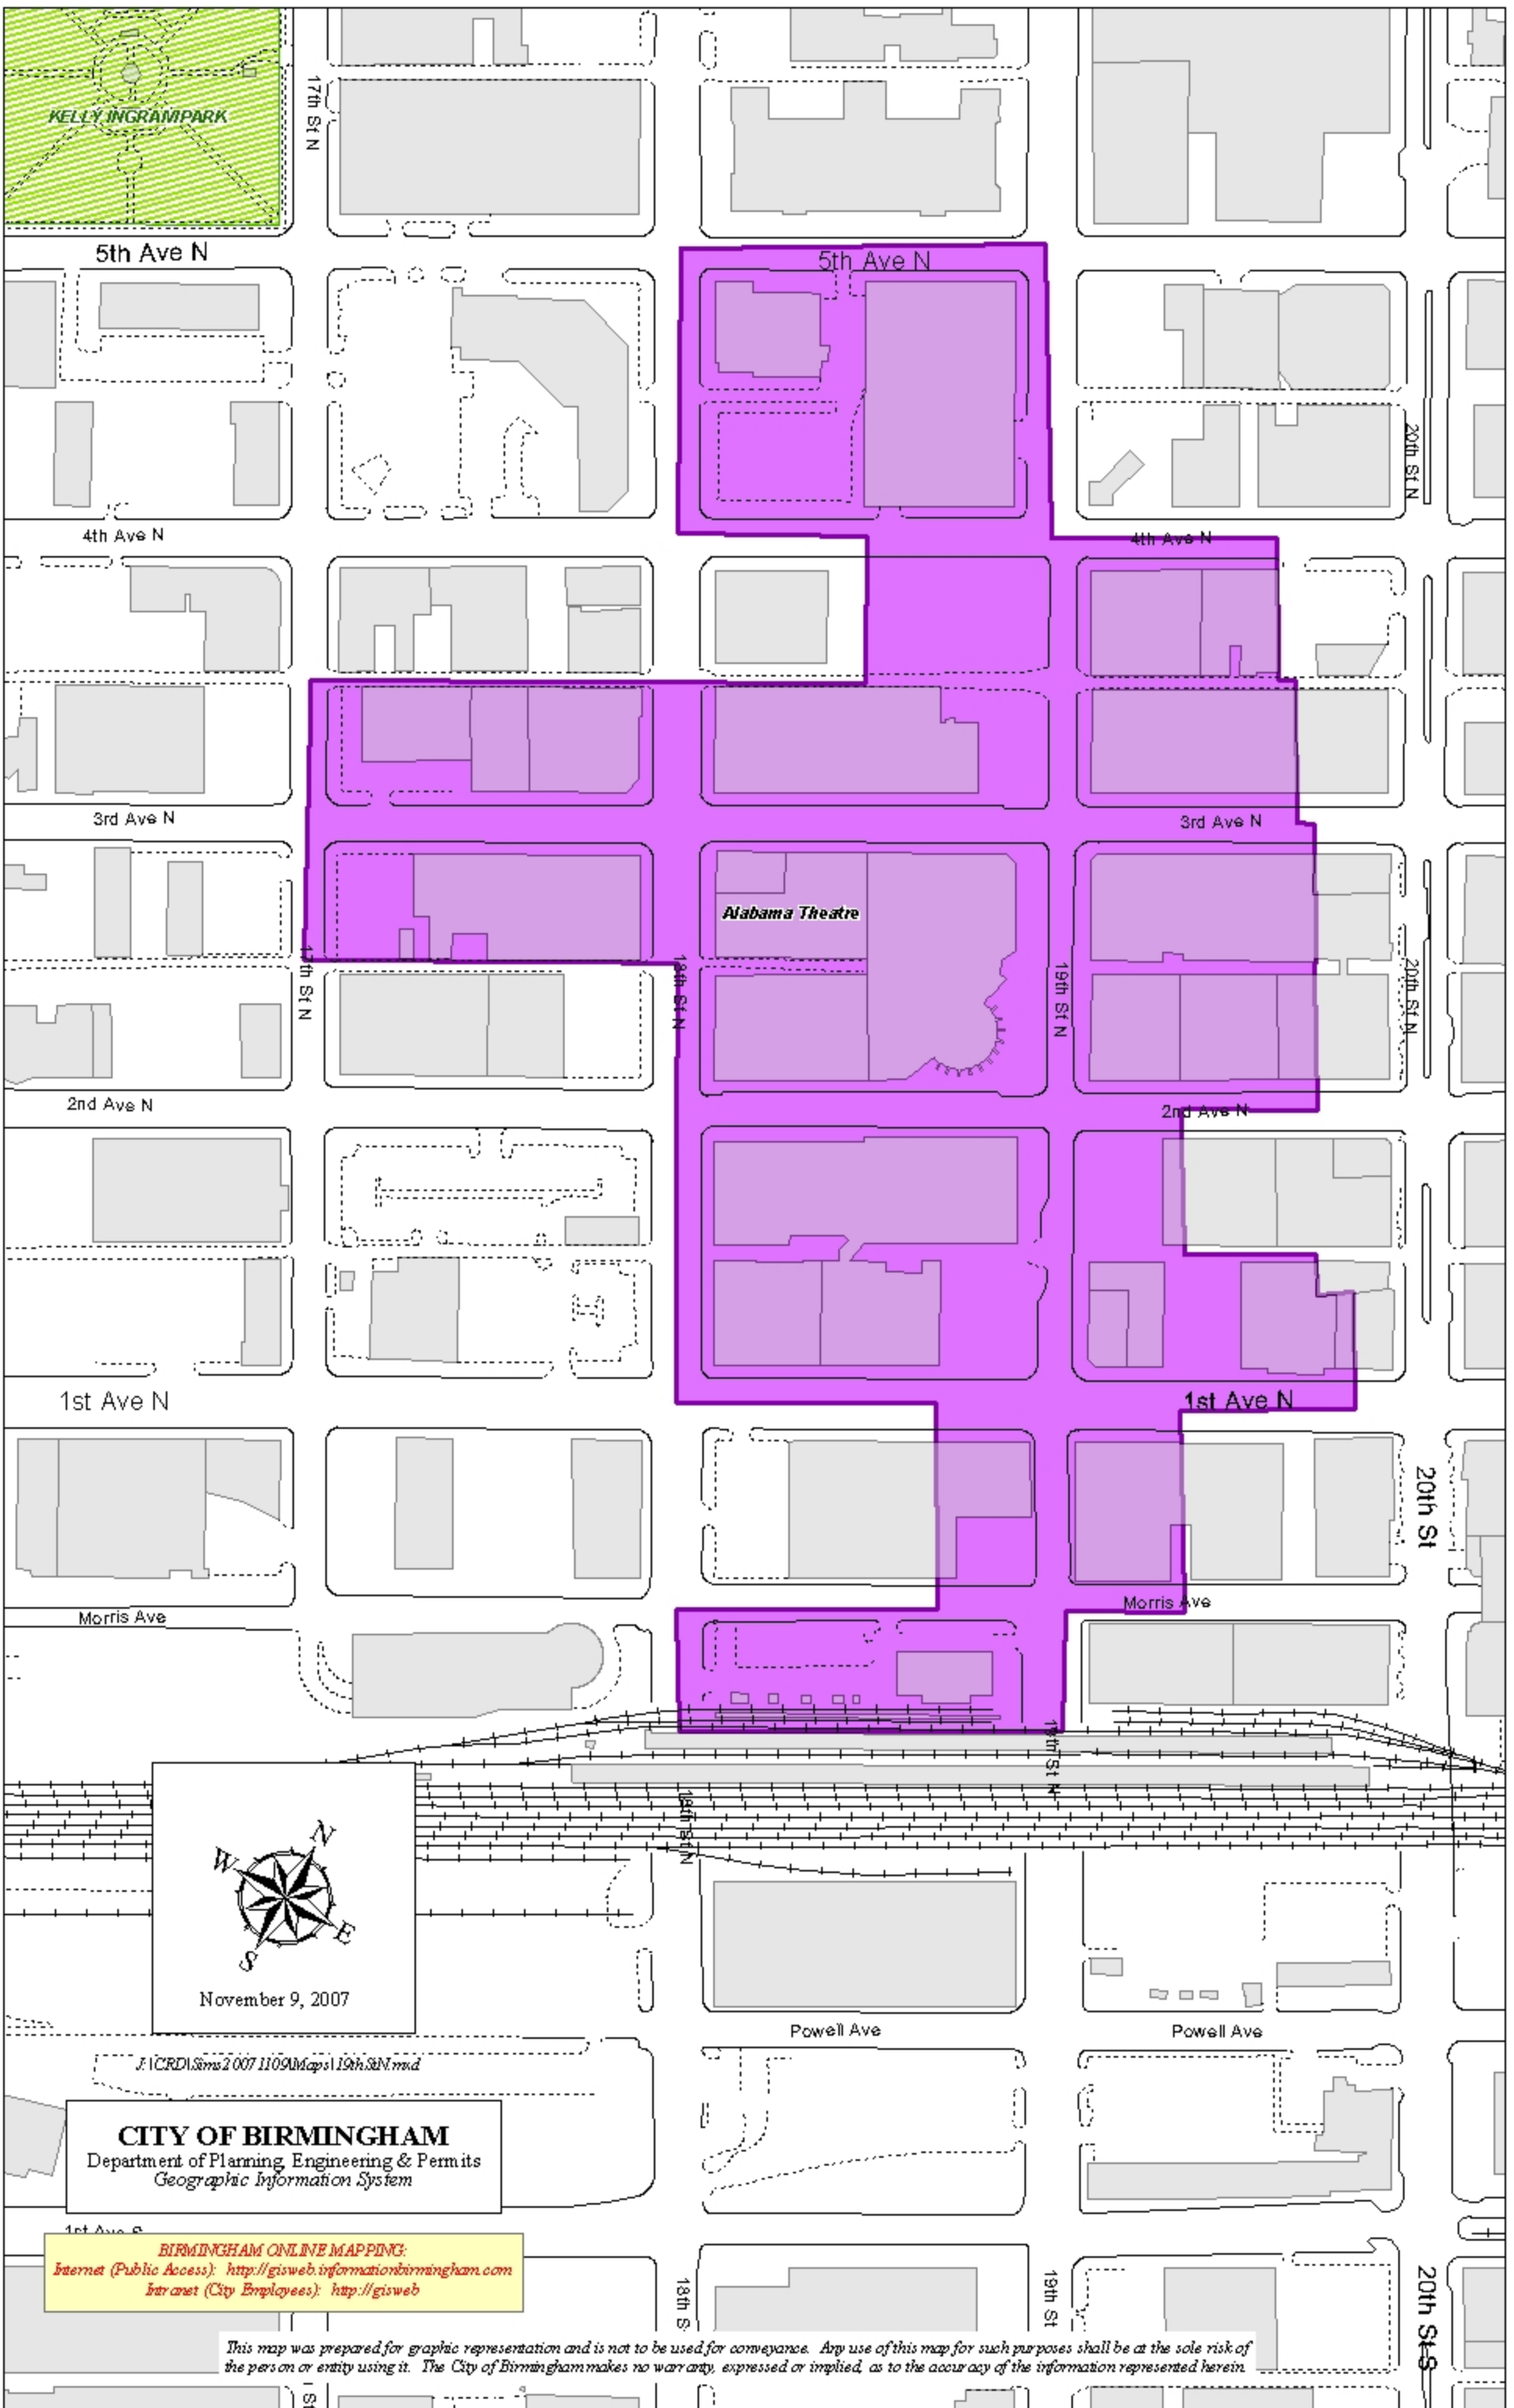 KELLY INGRAM PARK
17th St N
5th Ave N
5th Ave N
20th St N
4th Ave N
4th Ave N
3rd Ave N
3rd Ave N
Alabama Theatre
17th St N
18th St N
19th St N
20th St N
2nd Ave N
2nd Ave N
1st Ave N
1st Ave N
20th St
Morris Ave
Morris Ave
19th St N
18th St N
N
W
E
S
November 9, 2007
Powell Ave
Powell Ave
J:\CRD\Sims20071109\Maps\19thStN.mxd
CITY OF BIRMINGHAM
Department of Planning, Engineering & Permits
Geographic Information System
1st Ave S
BIRMINGHAM ONLINE MAPPING:
Internet (Public Access): http://gisweb.informationbirmingham.com
Intranet (City Employees): http://gisweb
18th S
19th St
20th St S
This map was prepared for graphic representation and is not to be used for conveyance. Any use of this map for such purposes shall be at the sole risk of
the person or entity using it. The City of Birmingham makes no warranty, expressed or implied, as to the accuracy of the information represented herein.
St